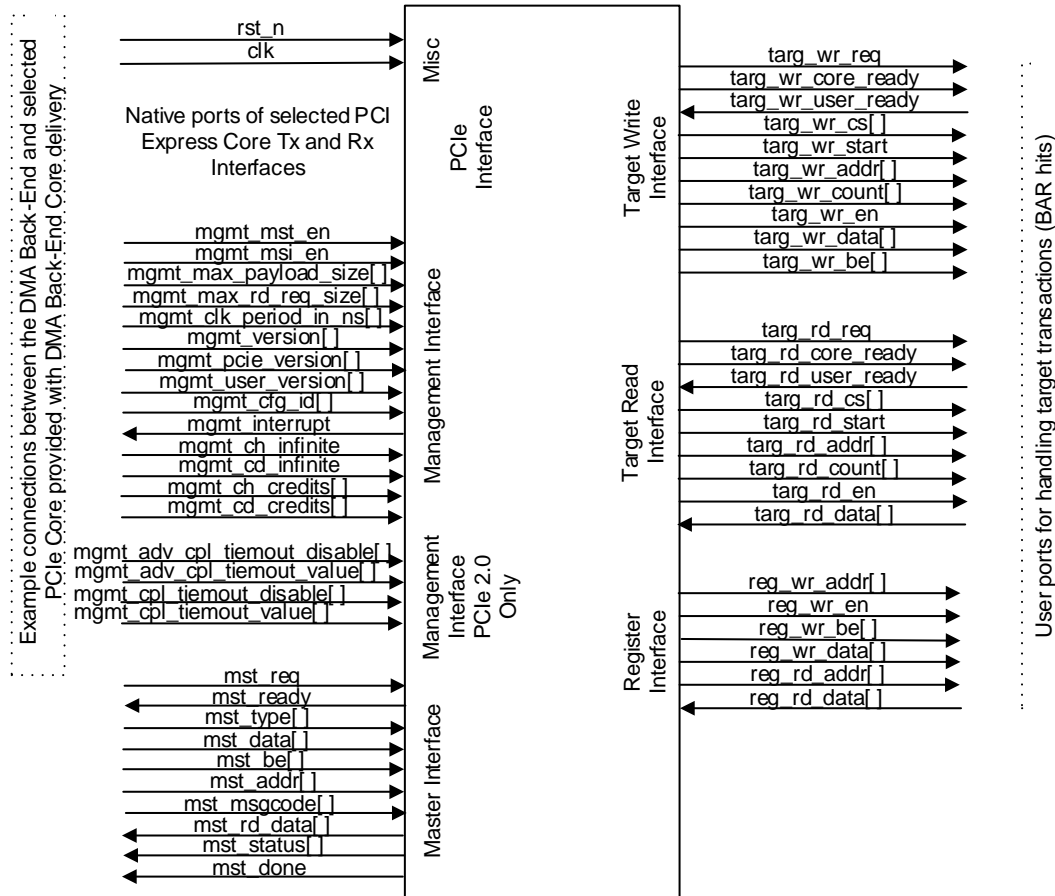 Example connections between the DMA Back-End and selected
PCIe Core provided with DMA Back-End Core delivery
rst_n
clk
Native ports of selected PCI
Express Core Tx and Rx
Interfaces
mgmt_mst_en
mgmt_msi_en
mgmt_max_payload_size[ ]
mgmt_max_rd_req_size[ ]
mgmt_clk_period_in_ns[ ]
mgmt_version[ ]
mgmt_pcie_version[ ]
mgmt_user_version[ ]
mgmt_cfg_id[ ]
mgmt_interrupt
mgmt_ch_infinite
mgmt_cd_infinite
mgmt_ch_credits[ ]
mgmt_cd_credits[ ]
mgmt_adv_cpl_tiemout_disable[ ]
mgmt_adv_cpl_tiemout_value[ ]
mgmt_cpl_tiemout_disable[ ]
mgmt_cpl_tiemout_value[ ]
mst_req
mst_ready
mst_type[ ]
mst_data[ ]
mst_be[ ]
mst_addr[ ]
mst_msgcode[ ]
mst_rd_data[ ]
mst_status[ ]
mst_done
Misc
PCIe
Interface
Management Interface
Management
Interface
PCIe 2.0
Only
Master Interface
Target Write
Interface
Target Read
Interface
Register
Interface
targ_wr_req
targ_wr_core_ready
targ_wr_user_ready
targ_wr_cs[ ]
targ_wr_start
targ_wr_addr[ ]
targ_wr_count[ ]
targ_wr_en
targ_wr_data[ ]
targ_wr_be[ ]
targ_rd_req
targ_rd_core_ready
targ_rd_user_ready
targ_rd_cs[ ]
targ_rd_start
targ_rd_addr[ ]
targ_rd_count[ ]
targ_rd_en
targ_rd_data[ ]
reg_wr_addr[ ]
reg_wr_en
reg_wr_be[ ]
reg_wr_data[ ]
reg_rd_addr[ ]
reg_rd_data[ ]
User ports for handling target transactions (BAR hits)